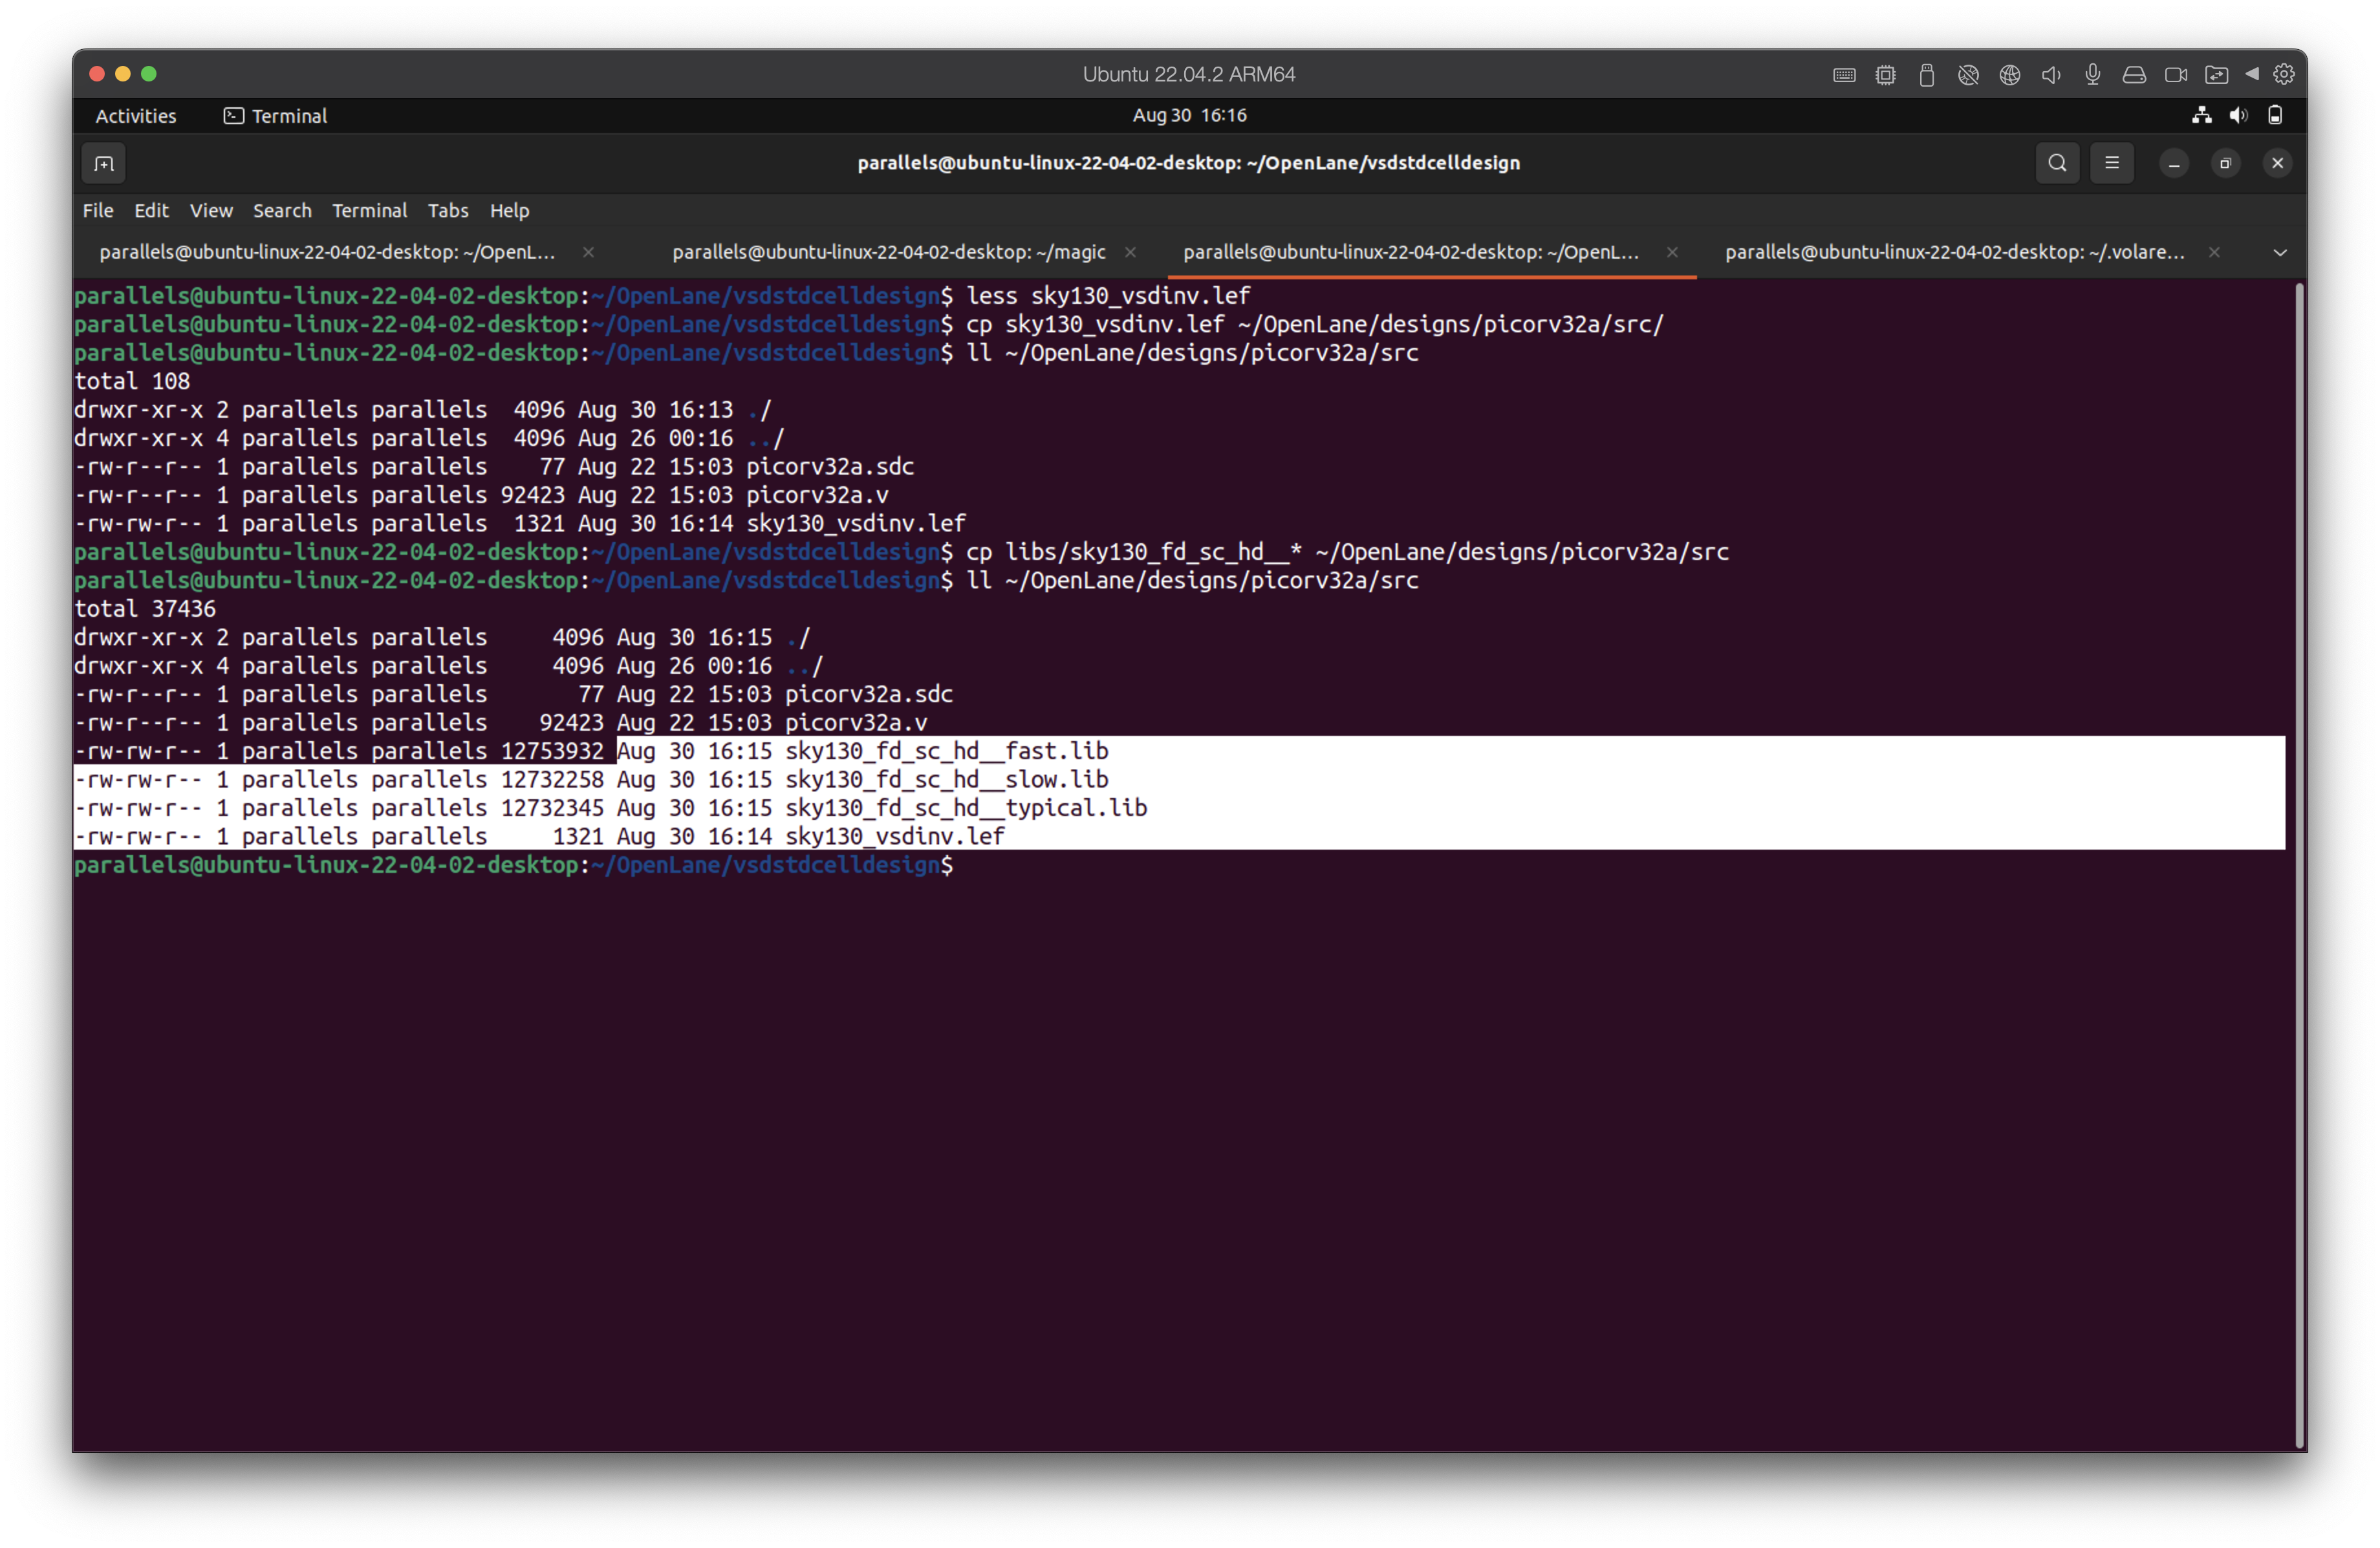 Ubuntu 22.04.2 ARM64
Activities Terminal Aug 30 16:16
parallels@ubuntu-linux-22-04-02-desktop: ~/OpenLane/vsdstdcelldesign
File Edit View Search Terminal Tabs Help
parallels@ubuntu-linux-22-04-02-desktop: ~/OpenL... parallels@ubuntu-linux-22-04-02-desktop: ~/magic parallels@ubuntu-linux-22-04-02-desktop: ~/OpenL... parallels@ubuntu-linux-22-04-02-desktop: ~/.volare...
parallels@ubuntu-linux-22-04-02-desktop:~/OpenLane/vsdstdcelldesign$ less sky130_vsdinv.lef
parallels@ubuntu-linux-22-04-02-desktop:~/OpenLane/vsdstdcelldesign$ cp sky130_vsdinv.lef ~/OpenLane/designs/picorv32a/src/
parallels@ubuntu-linux-22-04-02-desktop:~/OpenLane/vsdstdcelldesign$ ll ~/OpenLane/designs/picorv32a/src
total 108
drwxr-xr-x 2 parallels parallels  4096 Aug 30 16:13 ./
drwxr-xr-x 4 parallels parallels  4096 Aug 26 00:16 ../
-rw-r--r-- 1 parallels parallels    77 Aug 22 15:03 picorv32a.sdc
-rw-r--r-- 1 parallels parallels 92423 Aug 22 15:03 picorv32a.v
-rw-rw-r-- 1 parallels parallels  1321 Aug 30 16:14 sky130_vsdinv.lef
parallels@ubuntu-linux-22-04-02-desktop:~/OpenLane/vsdstdcelldesign$ cp libs/sky130_fd_sc_hd__* ~/OpenLane/designs/picorv32a/src
parallels@ubuntu-linux-22-04-02-desktop:~/OpenLane/vsdstdcelldesign$ ll ~/OpenLane/designs/picorv32a/src
total 37436
drwxr-xr-x 2 parallels parallels     4096 Aug 30 16:15 ./
drwxr-xr-x 4 parallels parallels     4096 Aug 26 00:16 ../
-rw-r--r-- 1 parallels parallels       77 Aug 22 15:03 picorv32a.sdc
-rw-r--r-- 1 parallels parallels    92423 Aug 22 15:03 picorv32a.v
-rw-rw-r-- 1 parallels parallels 12753932 Aug 30 16:15 sky130_fd_sc_hd__fast.lib
-rw-rw-r-- 1 parallels parallels 12732258 Aug 30 16:15 sky130_fd_sc_hd__slow.lib
-rw-rw-r-- 1 parallels parallels 12732345 Aug 30 16:15 sky130_fd_sc_hd__typical.lib
-rw-rw-r-- 1 parallels parallels     1321 Aug 30 16:14 sky130_vsdinv.lef
parallels@ubuntu-linux-22-04-02-desktop:~/OpenLane/vsdstdcelldesign$